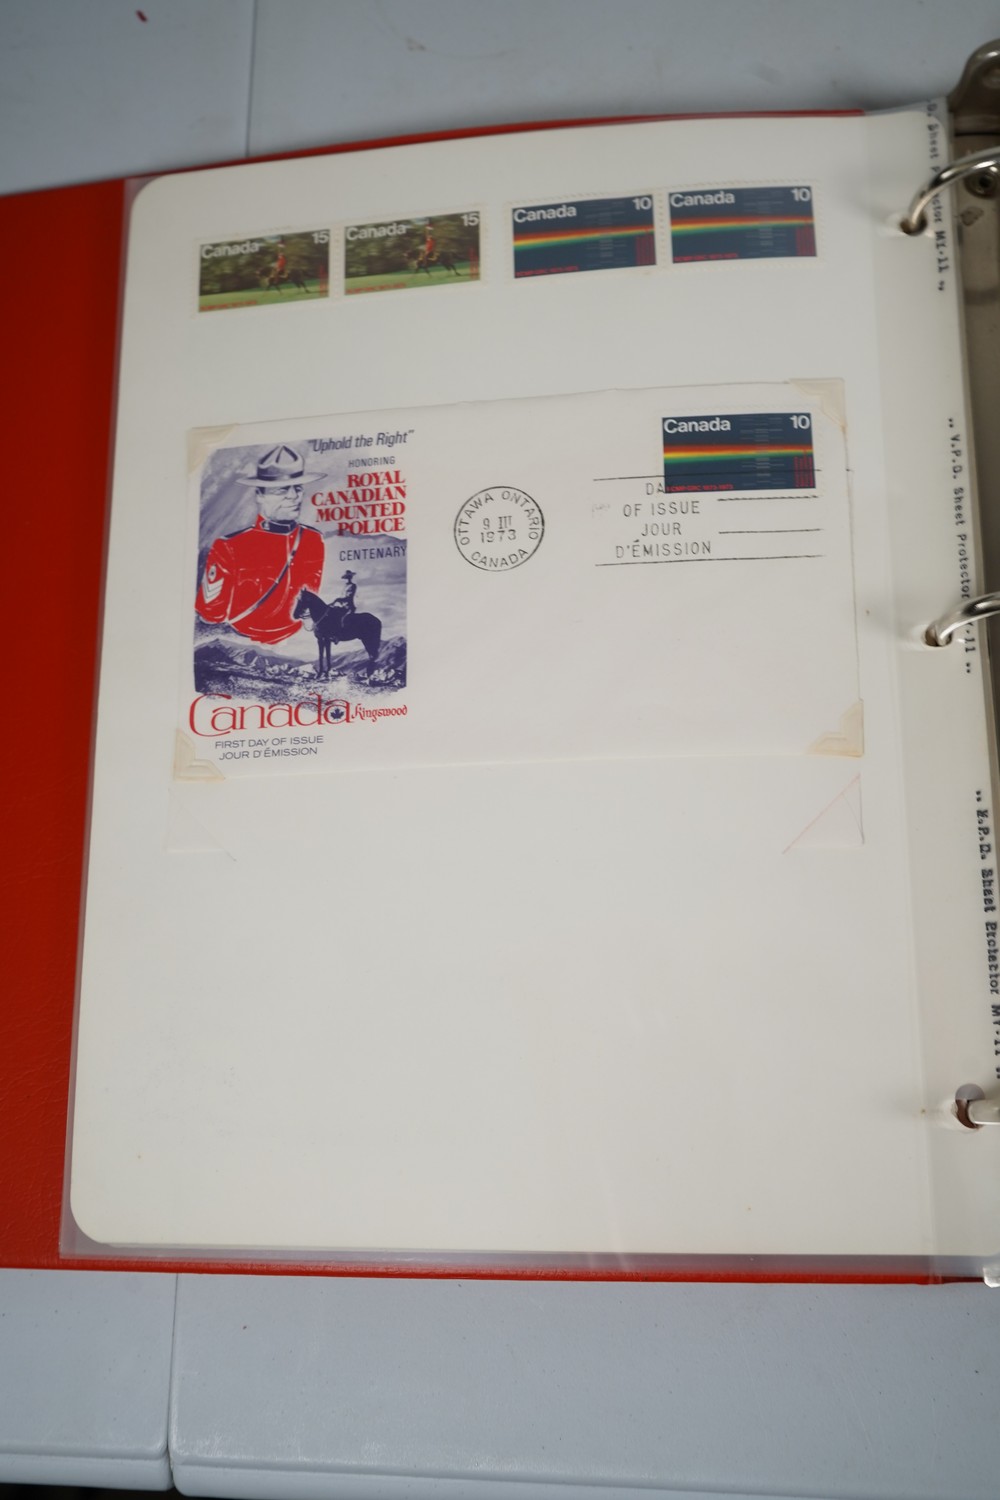 Canada 15
Canada 15
Canada 10
Canada 10
"Uphold the Right"
HONORING
ROYAL
CANADIAN
MOUNTED
POLICE
CENTENARY
Canada Kingswood
FIRST DAY OF ISSUE
JOUR D'ÉMISSION
OTTAWA ONTARIO
9 III
1973
CANADA
Canada 10
DA
OF ISSUE
JOUR
D'ÉMISSION
" V.P.D. Sheet Protector
" V.P.D. Sheet Protector MY-11 "